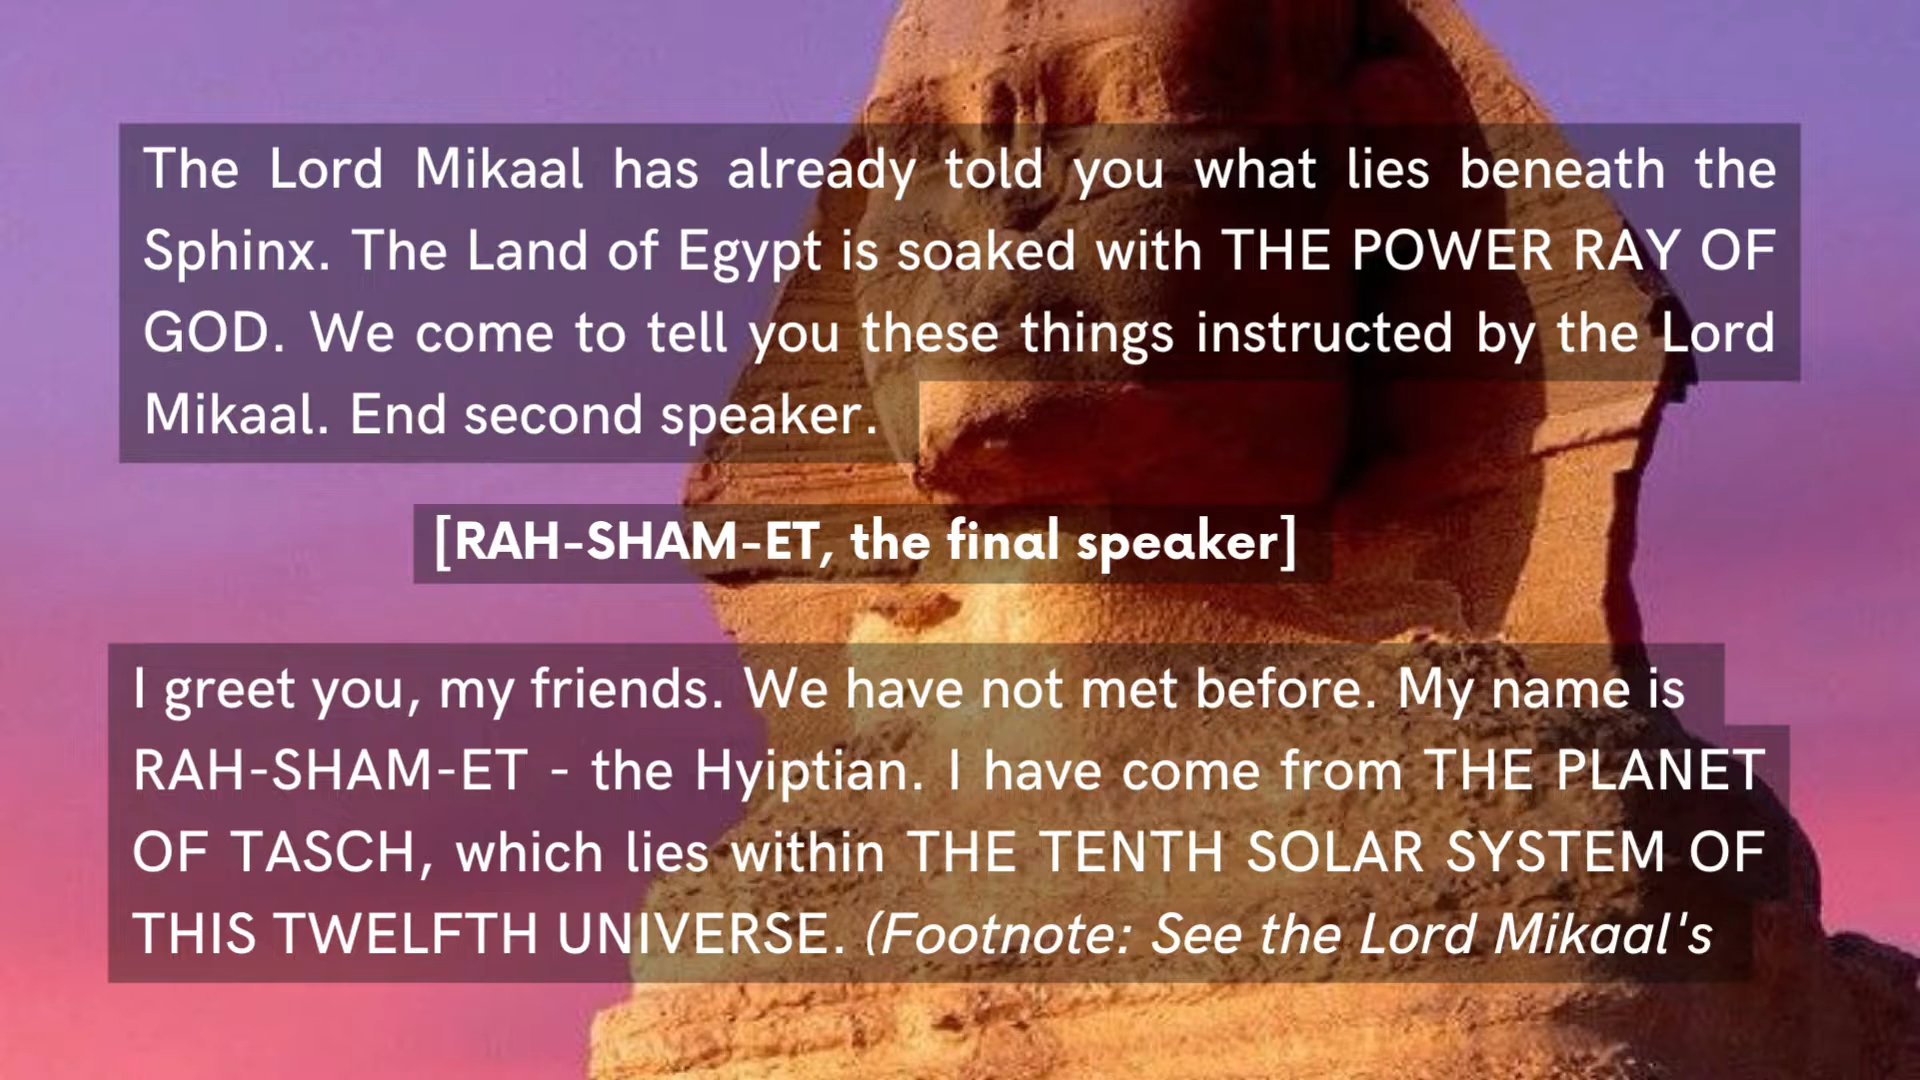 The Lord Mikaal has already told you what lies beneath the
Sphinx. The Land of Egypt is soaked with THE POWER RAY OF
GOD. We come to tell you these things instructed by the Lord
Mikaal. End second speaker.
[RAH-SHAM-ET, the final speaker]
I greet you, my friends. We have not met before. My name is
RAH-SHAM-ET - the Hyiptian. I have come from THE PLANET
OF TASCH, which lies within THE TENTH SOLAR SYSTEM OF
THIS TWELFTH UNIVERSE. (Footnote: See the Lord Mikaal's